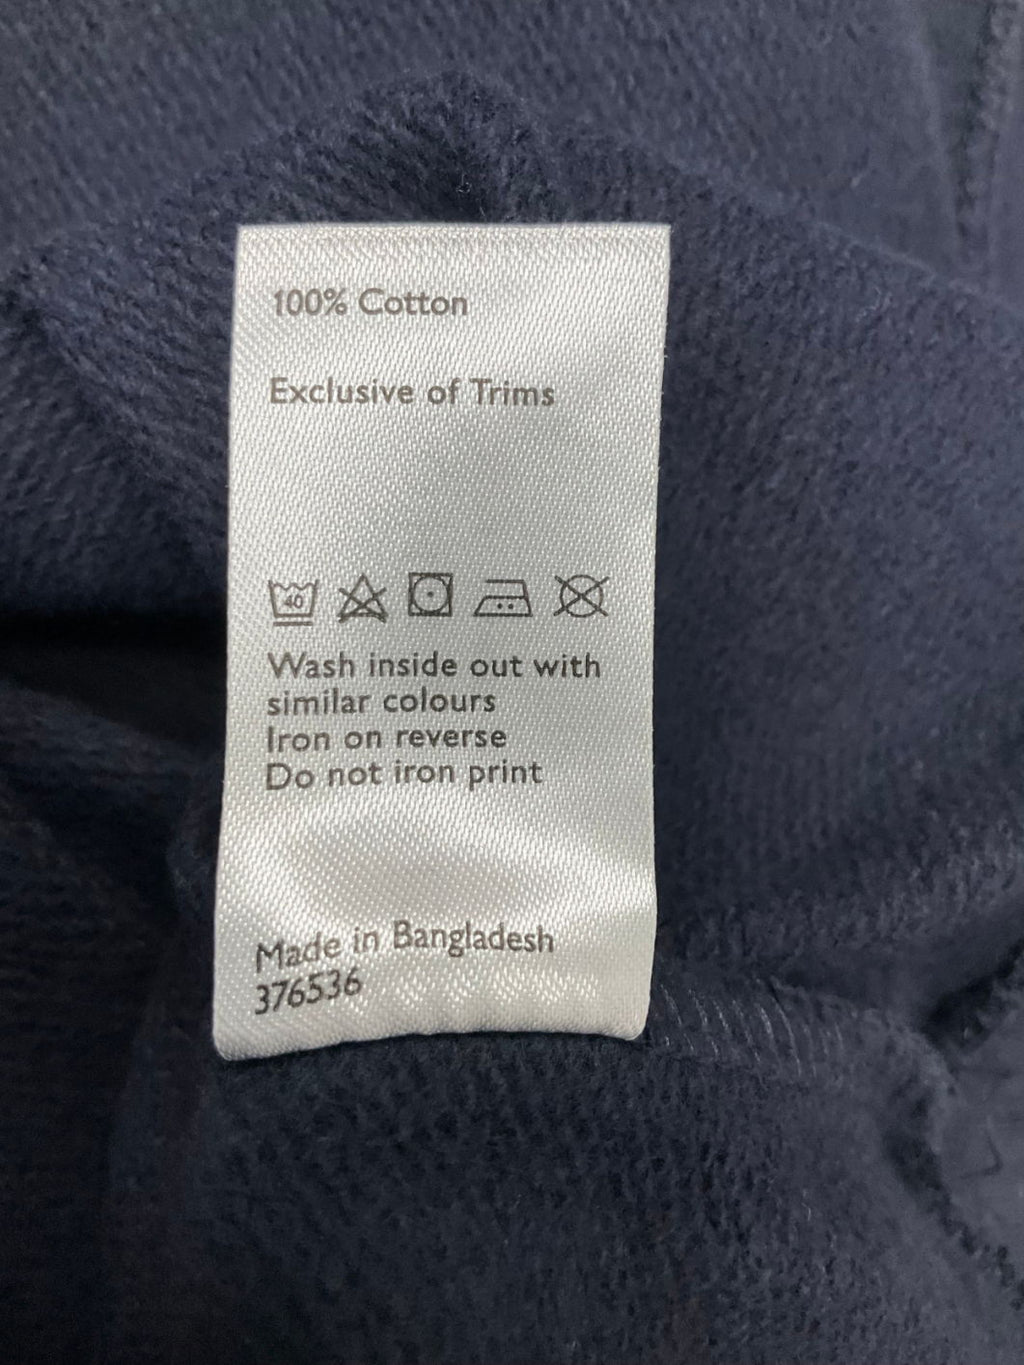 100% Cotton
Exclusive of Trims
40
Wash inside out with
similar colours
Iron on reverse
Do not iron print
Made in Bangladesh
376536